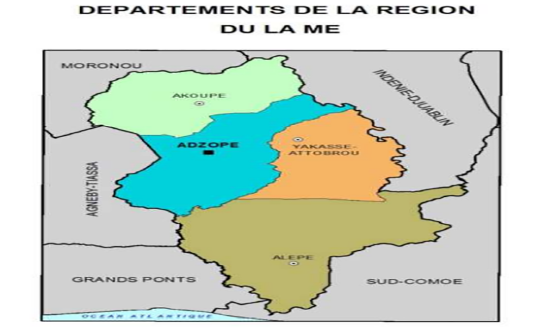 DEPARTEMENTS DE LA REGION
DU LA ME
MORONOU
INDENIE-DJUABLIN
AKOUPE
ADZOPE
YAKASSE-
ATTOBROU
AGNEBY-TIASSA
ALEPE
GRANDS PONTS
SUD-COMOE
OCEAN ATLANTIQUE